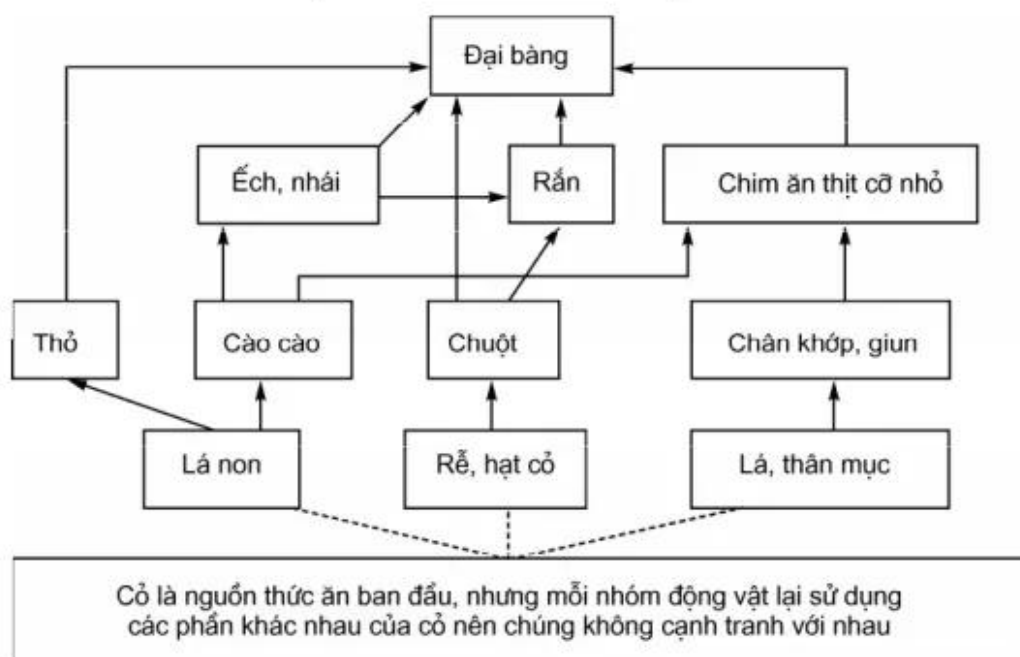 Đại bàng
Ếch, nhái
Rắn
Chim ăn thịt cỡ nhỏ
Thỏ
Cào cào
Chuột
Chân khớp, giun
Lá non
Rễ, hạt cỏ
Lá, thân mục
Cỏ là nguồn thức ăn ban đầu, nhưng mỗi nhóm động vật lại sử dụng
các phần khác nhau của cỏ nên chúng không cạnh tranh với nhau